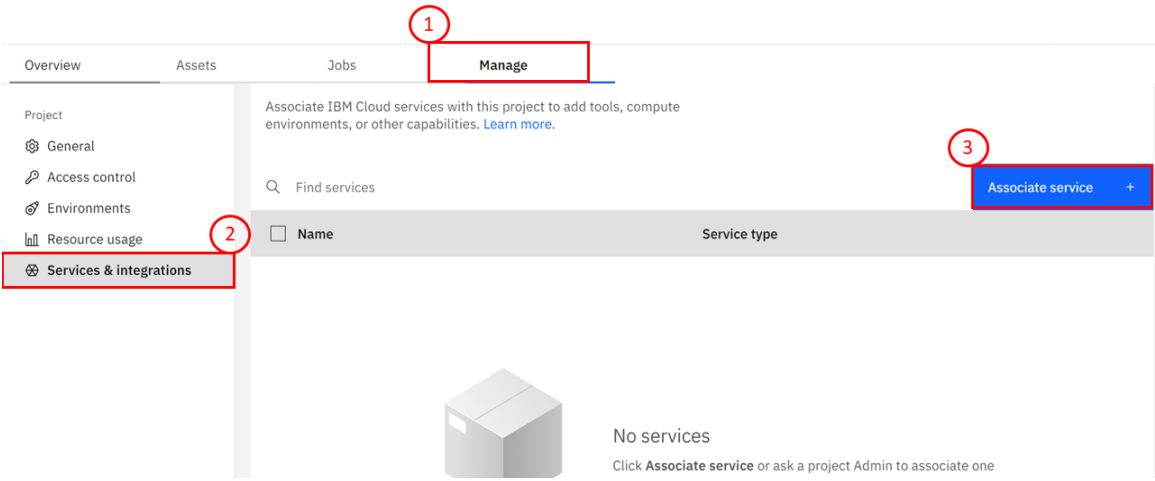 1
Overview
Assets
Jobs
Manage
Project
General
Access control
Environments
Resource usage
2
Services & integrations
Associate IBM Cloud services with this project to add tools, compute
environments, or other capabilities. Learn more.
3
Find services
Associate service +
Name
Service type
No services
Click Associate service or ask a project Admin to associate one